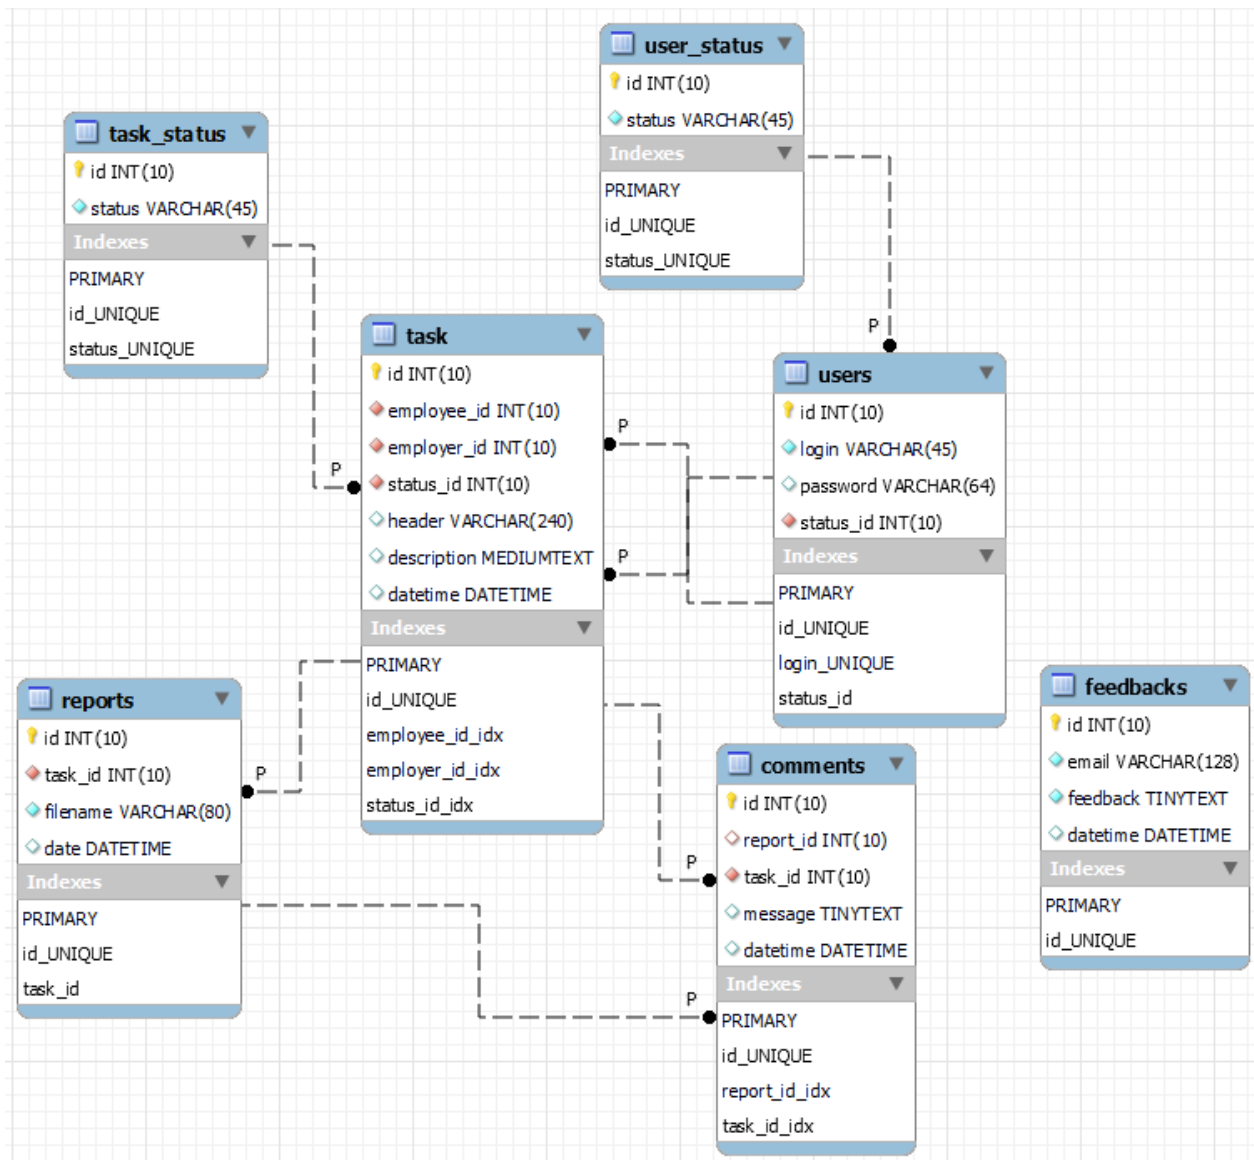 user_status
id INT(10)
status VARCHAR(45)
Indexes
PRIMARY
id_UNIQUE
status_UNIQUE
task_status
id INT(10)
status VARCHAR(45)
Indexes
PRIMARY
id_UNIQUE
status_UNIQUE
task
id INT(10)
employee_id INT(10)
employer_id INT(10)
status_id INT(10)
header VARCHAR(240)
description MEDIUMTEXT
datetime DATETIME
Indexes
PRIMARY
id_UNIQUE
employee_id_idx
employer_id_idx
status_id_idx
users
id INT(10)
login VARCHAR(45)
password VARCHAR(64)
status_id INT(10)
Indexes
PRIMARY
id_UNIQUE
login_UNIQUE
status_id
reports
id INT(10)
task_id INT(10)
filename VARCHAR(80)
date DATETIME
Indexes
PRIMARY
id_UNIQUE
task_id
comments
id INT(10)
report_id INT(10)
task_id INT(10)
message TINYTEXT
datetime DATETIME
Indexes
PRIMARY
id_UNIQUE
report_id_idx
task_id_idx
feedbacks
id INT(10)
email VARCHAR(128)
feedback TINYTEXT
datetime DATETIME
Indexes
PRIMARY
id_UNIQUE
P
P
P
P
P
P
P